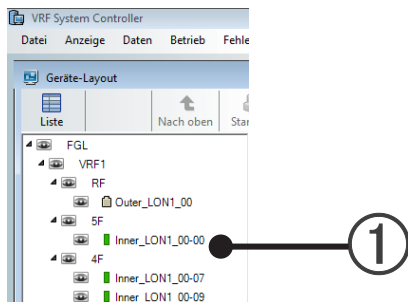 VRF System Controller
Datei Anzeige Daten Betrieb Fehle
Geräte-Layout
Liste Nach oben Star
FGL
VRF1
RF
Outer_LON1_00
5F
Inner_LON1_00-00
1
4F
Inner_LON1_00-07
Inner_LON1_00-09